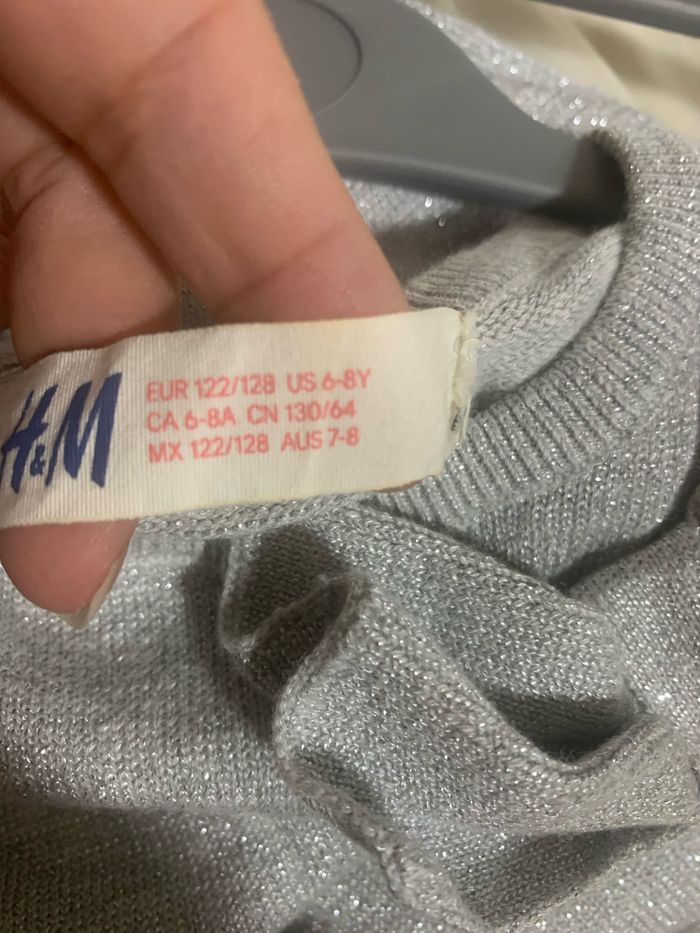 H&M
EUR 122/128 US 6-8Y
CA 6-8A CN 130/64
MX 122/128 AUS 7-8